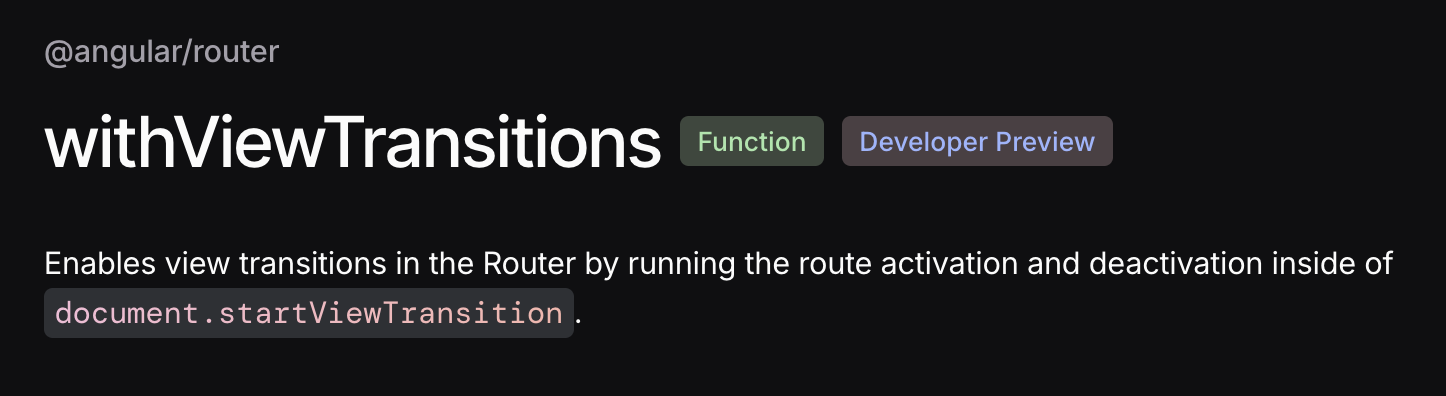 @angular/router
withViewTransitions Function Developer Preview
Enables view transitions in the Router by running the route activation and deactivation inside of
document.startViewTransition.